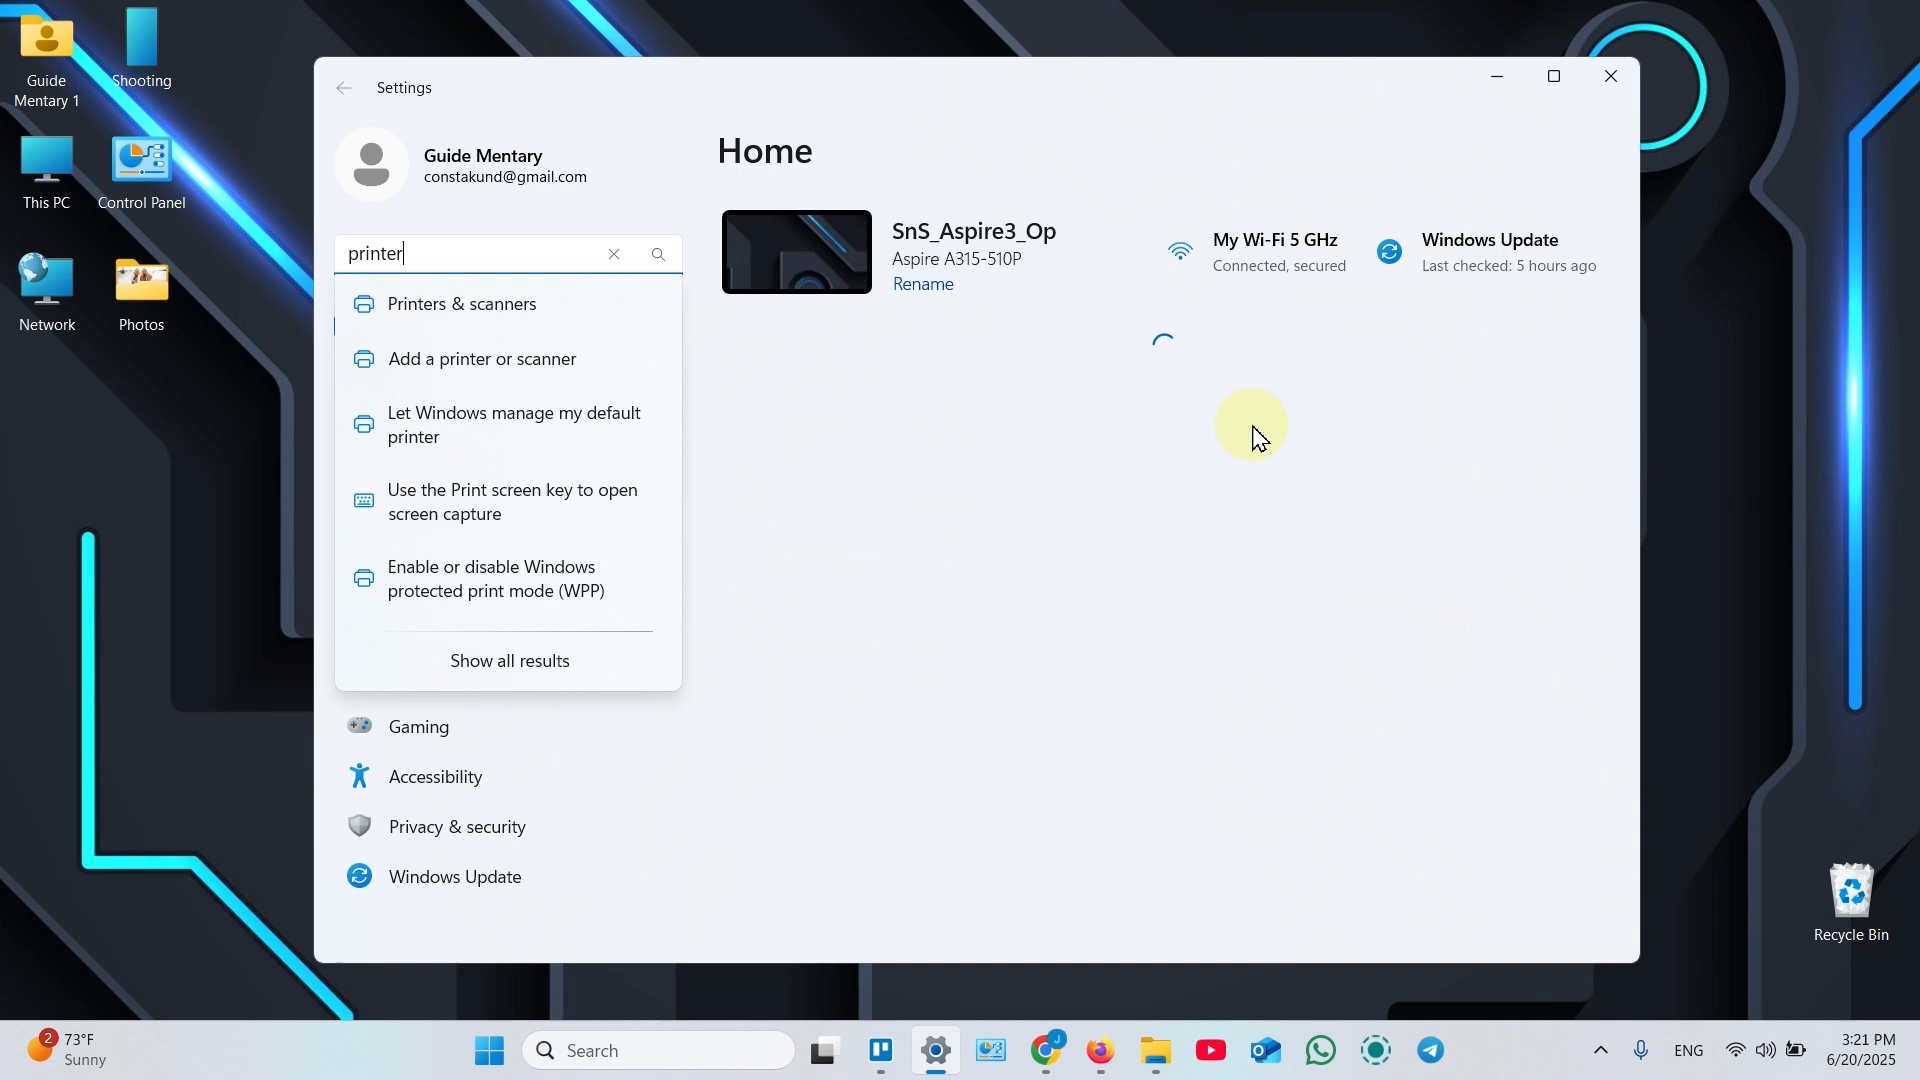 Guide
Mentary 1
Shooting
This PC
Control Panel
Network
Photos
Settings
Guide Mentary
constakund@gmail.com
printer
Printers & scanners
Add a printer or scanner
Let Windows manage my default
printer
Use the Print screen key to open
screen capture
Enable or disable Windows
protected print mode (WPP)
Show all results
Gaming
Accessibility
Privacy & security
Windows Update
Home
SnS_Aspire3_Op
Aspire A315-510P
Rename
My Wi-Fi 5 GHz
Connected, secured
Windows Update
Last checked: 5 hours ago
Recycle Bin
2
73°F
Sunny
Search
J
ENG
3:21 PM
6/20/2025